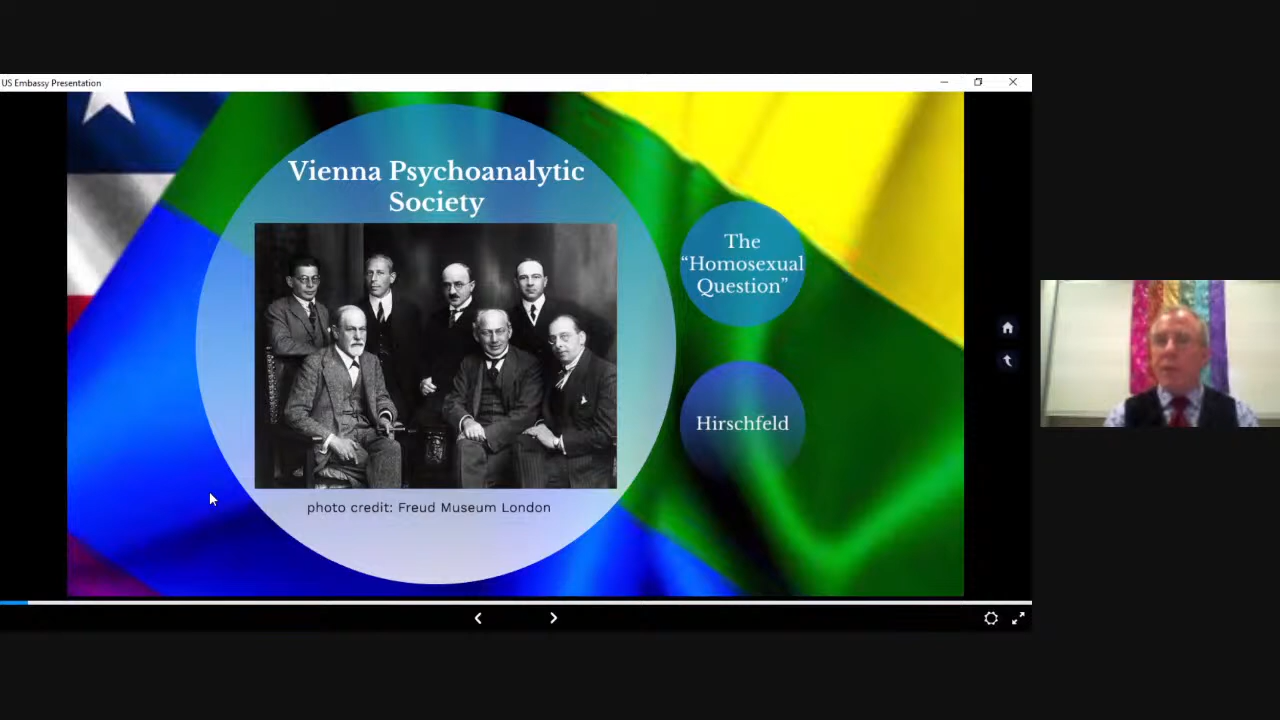 US Embassy Presentation
Vienna Psychoanalytic
Society
photo credit: Freud Museum London
The
“Homosexual
Question”
Hirschfeld